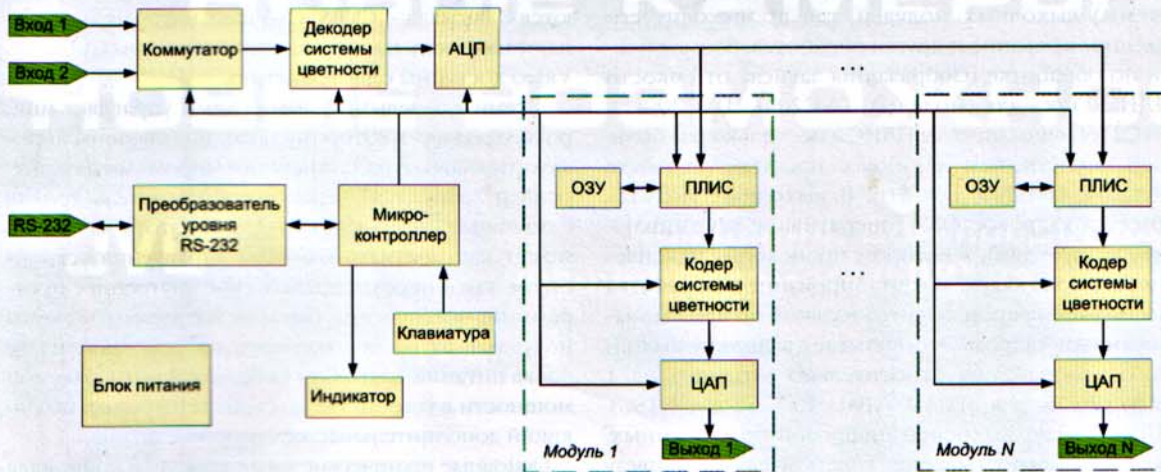 Вход 1
Вход 2
Коммутатор
Декодер
системы
цветности
АЦП
...
ОЗУ
ПЛИС
ОЗУ
ПЛИС
RS-232
Преобразователь
уровня
RS-232
Микро-
контроллер
Кодер
системы
цветности
...
Кодер
системы
цветности
Клавиатура
Блок питания
Индикатор
ЦАП
ЦАП
Модуль 1
Выход 1
Модуль N
Выход N